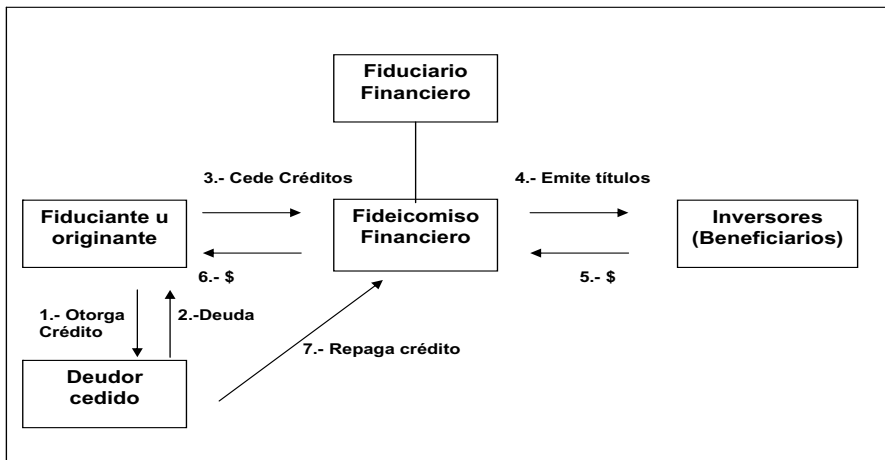 Fiduciario
Financiero
3.- Cede Créditos
4.- Emite títulos
Fiduciante u
originante
Fideicomiso
Financiero
Inversores
(Beneficiarios)
6.- $
5.- $
1.- Otorga
Crédito
2.-Deuda
7.- Repaga crédito
Deudor
cedido